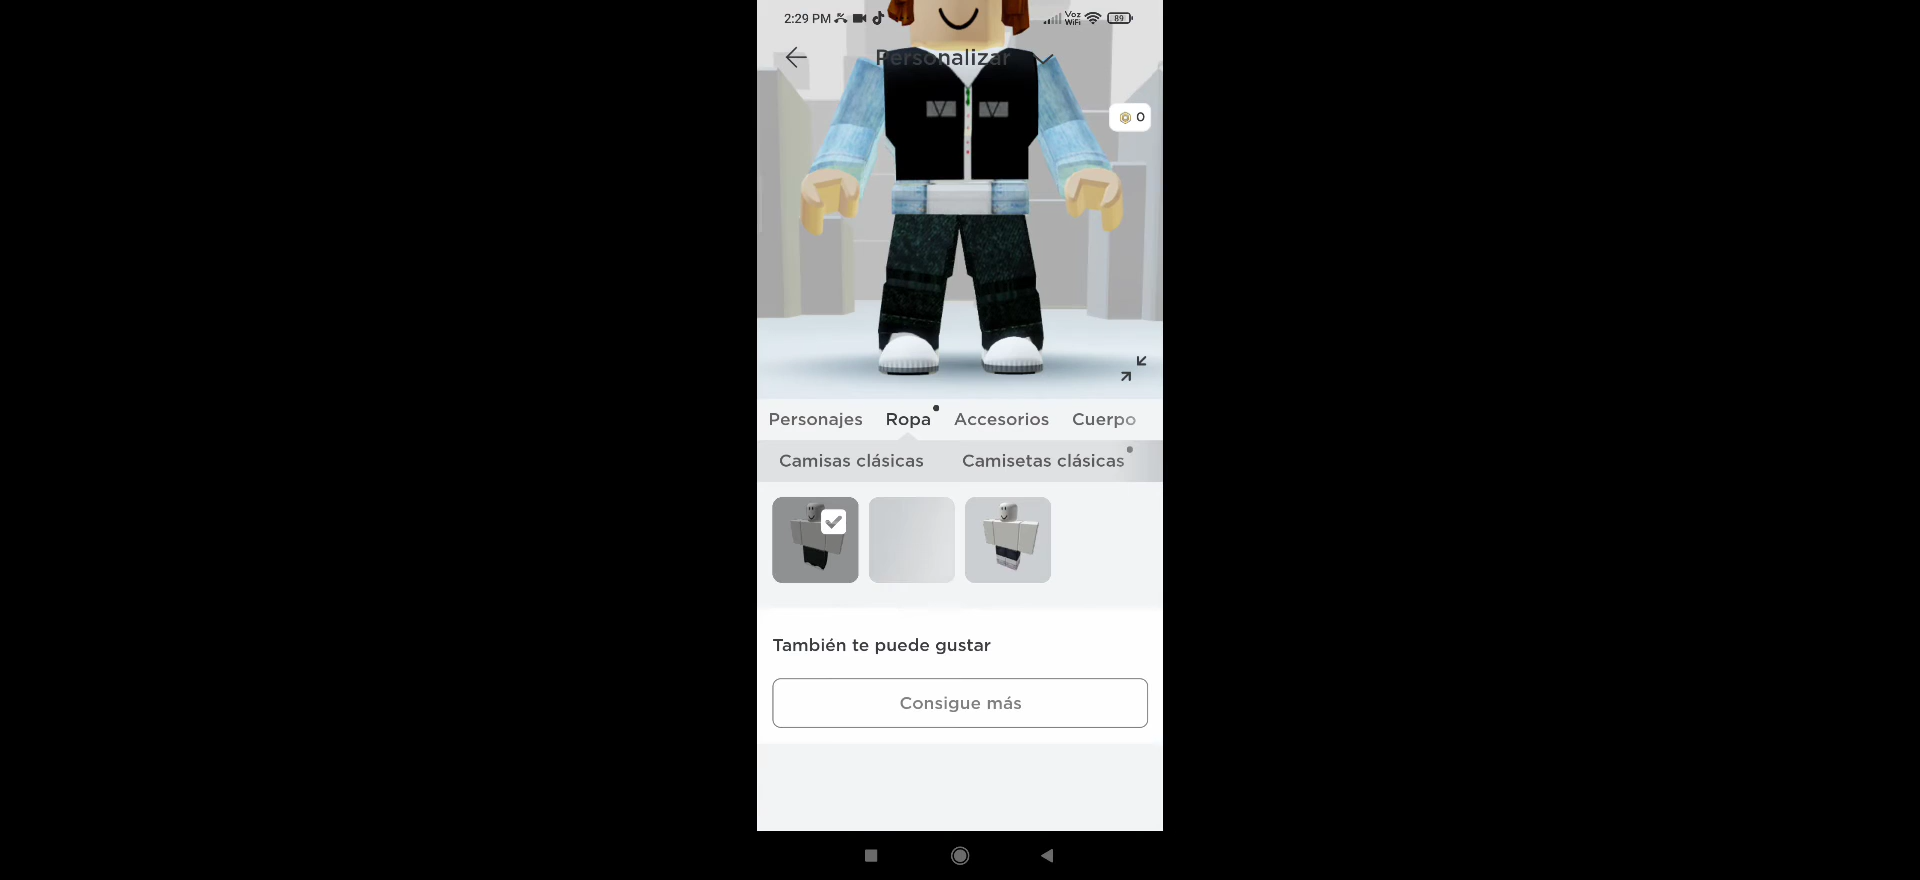 2:29 PM
Voz
WiFi
89
Personalizar
0
Personajes Ropa Accesorios Cuerpo
Camisas clásicas Camisetas clásicas
También te puede gustar
Consigue más